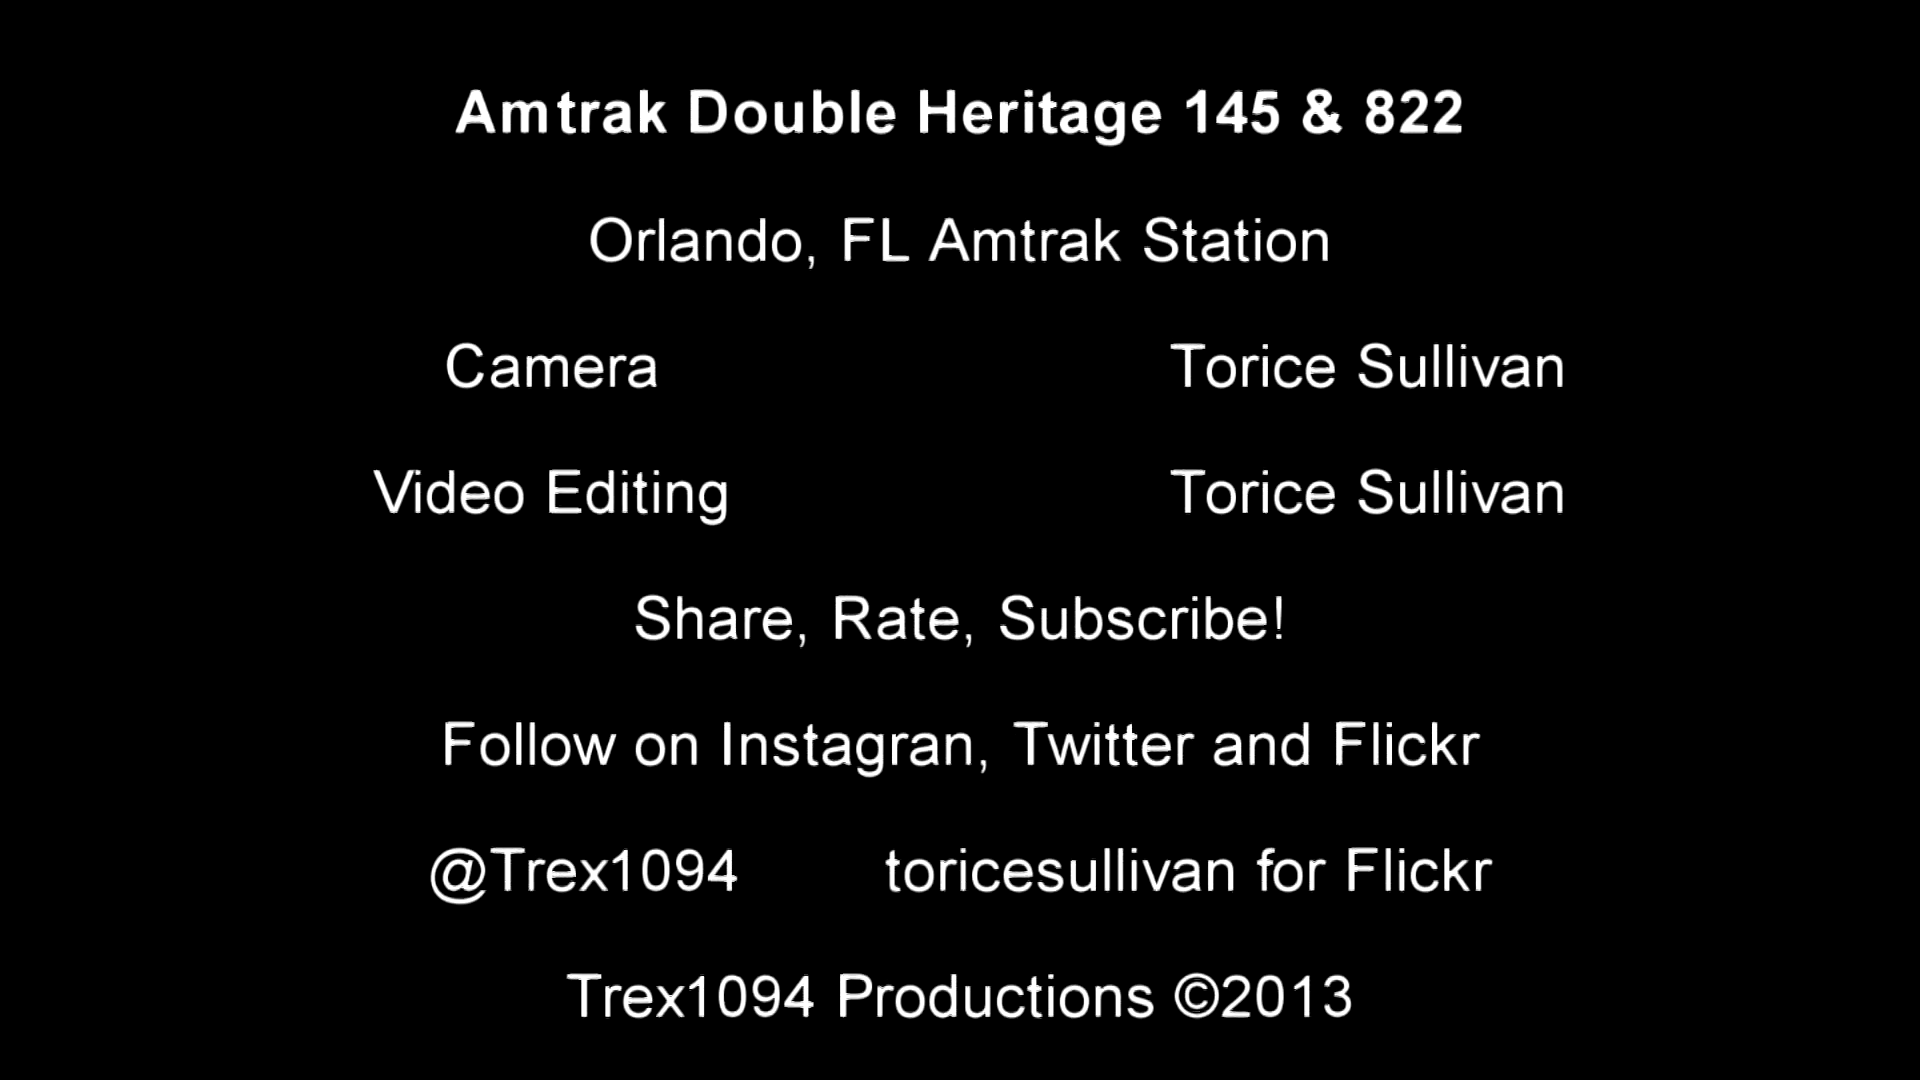 Amtrak Double Heritage 145 & 822
Orlando, FL Amtrak Station
Camera Torice Sullivan
Video Editing Torice Sullivan
Share, Rate, Subscribe!
Follow on Instagran, Twitter and Flickr
@Trex1094 toricesullivan for Flickr
Trex1094 Productions ©2013